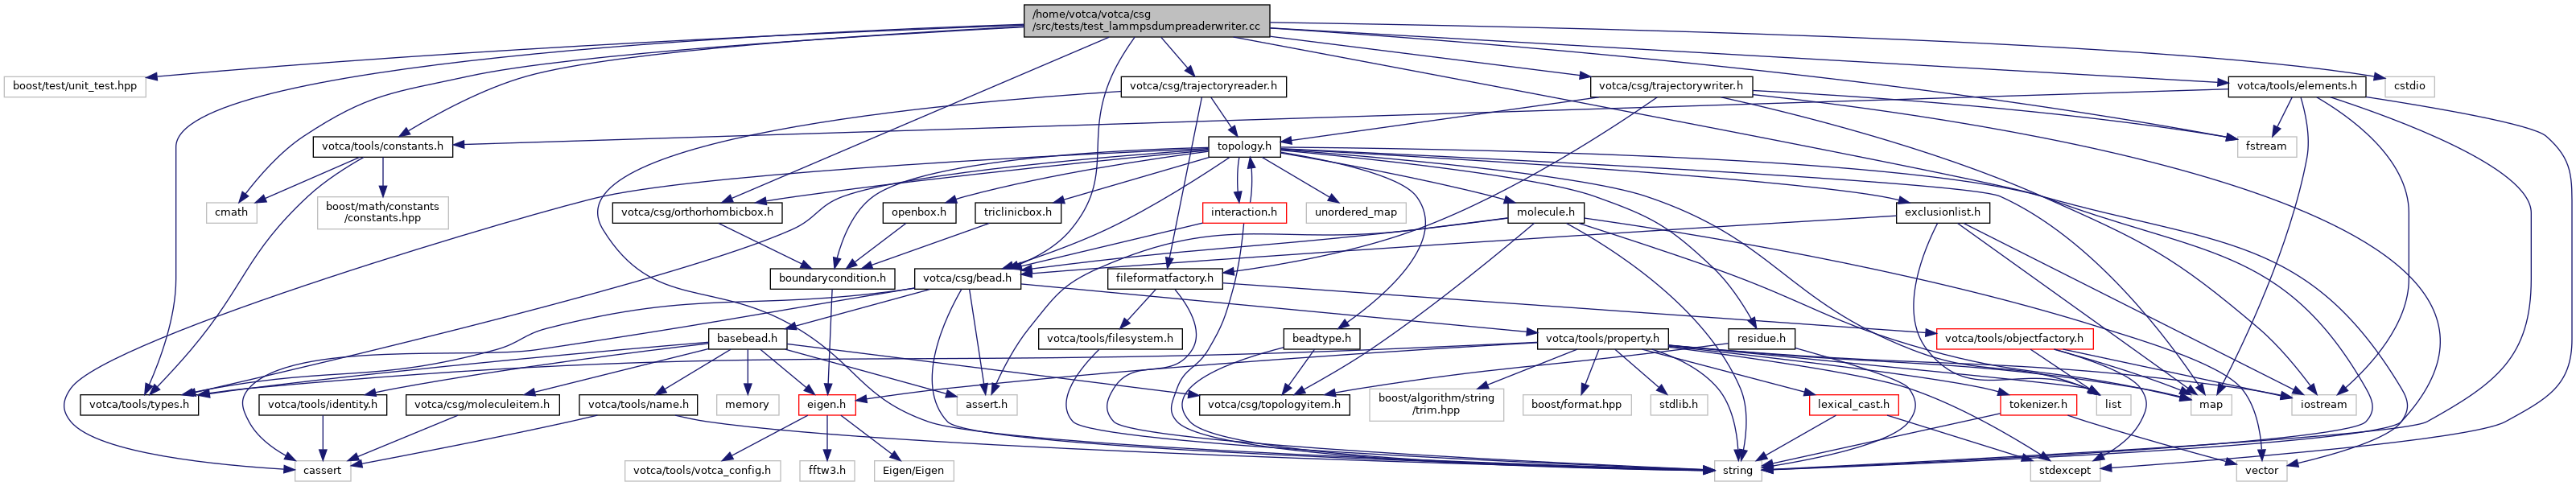 /home/votca/votca/csg
/src/tests/test_lammpsdumpreaderwriter.cc
boost/test/unit_test.hpp
votca/csg/trajectoryreader.h
votca/csg/trajectorywriter.h
votca/tools/elements.h
cstdio
votca/tools/constants.h
topology.h
fstream
cmath
boost/math/constants
/constants.hpp
votca/csg/orthorhombicbox.h
openbox.h
triclinicbox.h
interaction.h
unordered_map
molecule.h
exclusionlist.h
boundarycondition.h
votca/csg/bead.h
fileformatfactory.h
basebead.h
votca/tools/filesystem.h
beadtype.h
votca/tools/property.h
residue.h
votca/tools/objectfactory.h
votca/tools/types.h
votca/tools/identity.h
votca/csg/moleculeitem.h
votca/tools/name.h
memory
eigen.h
assert.h
votca/csg/topologyitem.h
boost/algorithm/string
/trim.hpp
boost/format.hpp
stdlib.h
lexical_cast.h
tokenizer.h
list
map
iostream
cassert
votca/tools/votca_config.h
fftw3.h
Eigen/Eigen
string
stdexcept
vector